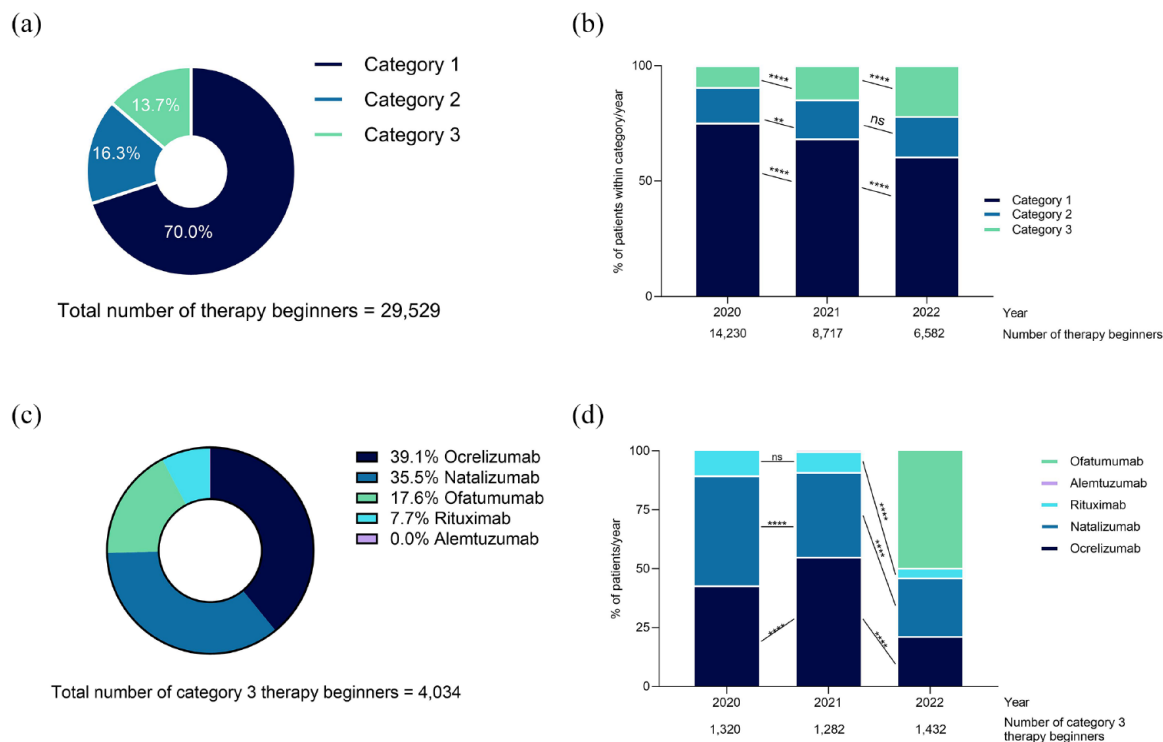 (a)
Category 1
Category 2
Category 3
13.7%
16.3%
70.0%
Total number of therapy beginners = 29,529
(b)
% of patients within category/year
100
50
0
****
****
**
ns
****
****
Category 1
Category 2
Category 3
2020 2021 2022 Year
14,230 8,717 6,582 Number of therapy beginners
(c)
39.1% Ocrelizumab
35.5% Natalizumab
17.6% Ofatumumab
7.7% Rituximab
0.0% Alemtuzumab
Total number of category 3 therapy beginners = 4,034
(d)
% of patients/year
100
75
50
25
0
ns
****
****
****
****
****
Ofatumumab
Alemtuzumab
Rituximab
Natalizumab
Ocrelizumab
2020 2021 2022 Year
1,320 1,282 1,432 Number of category 3
therapy beginners